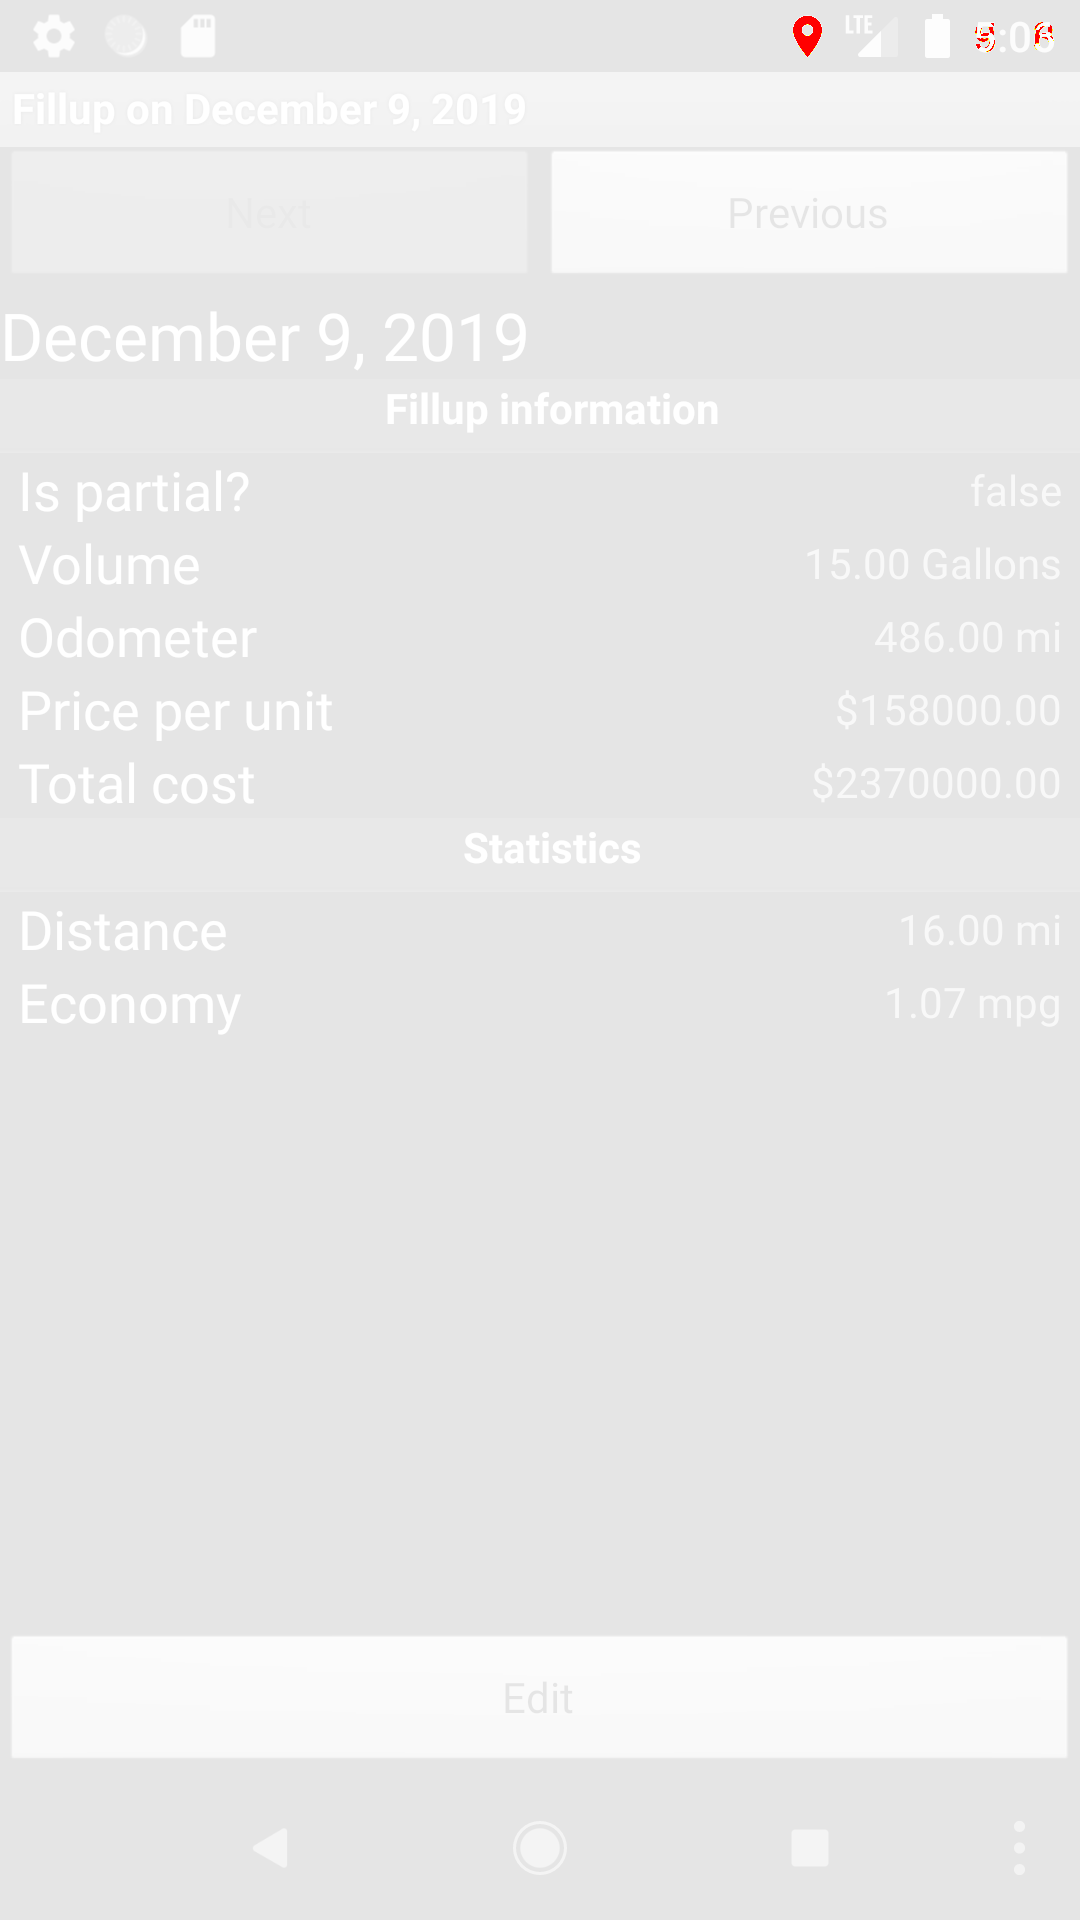 LTE
Fillup on December 9, 2019
Next Previous
December 9, 2019
Fillup information
Is partial? false
Volume 15.00 Gallons
Odometer 486.00 mi
Price per unit $158000.00
Total cost $2370000.00
Statistics
Distance 16.00 mi
Economy 1.07 mpg
Edit